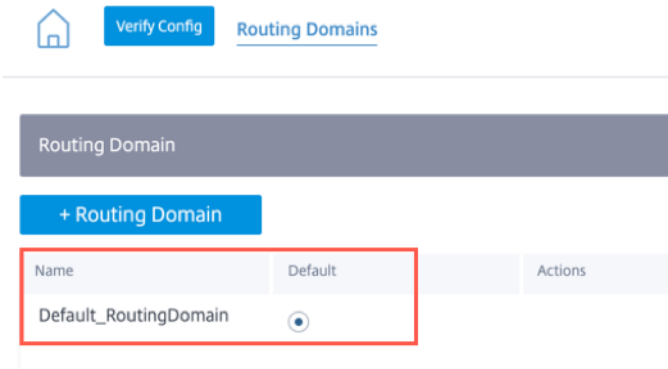 Verify Config Routing Domains
Routing Domain
+ Routing Domain
Name Default Actions
Default_RoutingDomain